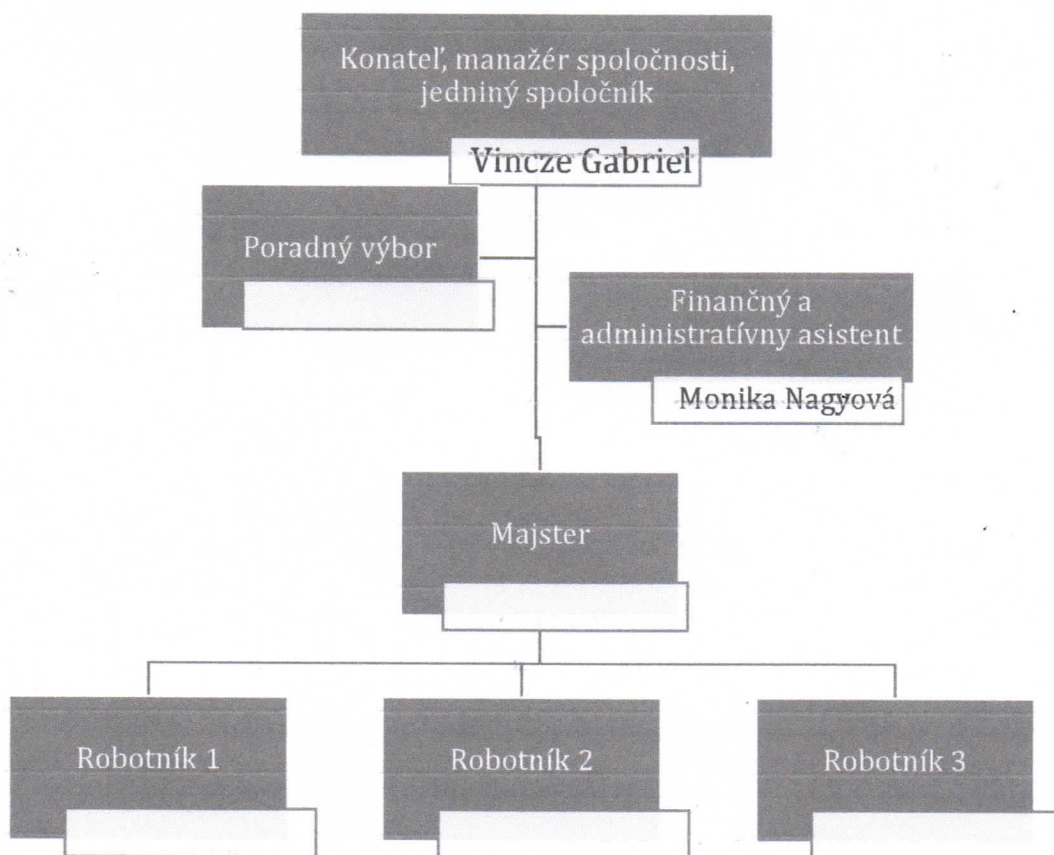 Konateľ, manažér spoločnosti,
jedniný spoločník
Vincze Gabriel
Poradný výbor
Finančný a
administratívny asistent
Monika Nagyová
Majster
Robotník 1
Robotník 2
Robotník 3